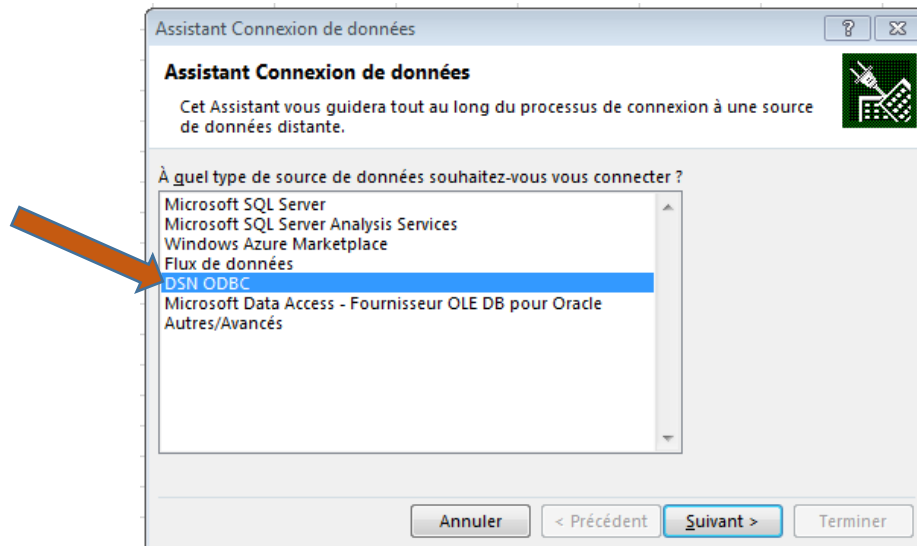 Assistant Connexion de données
Assistant Connexion de données
Cet Assistant vous guidera tout au long du processus de connexion à une source
de données distante.
À quel type de source de données souhaitez-vous vous connecter ?
Microsoft SQL Server
Microsoft SQL Server Analysis Services
Windows Azure Marketplace
Flux de données
DSN ODBC
Microsoft Data Access - Fournisseur OLE DB pour Oracle
Autres/Avancés
Annuler
< Précédent
Suivant >
Terminer